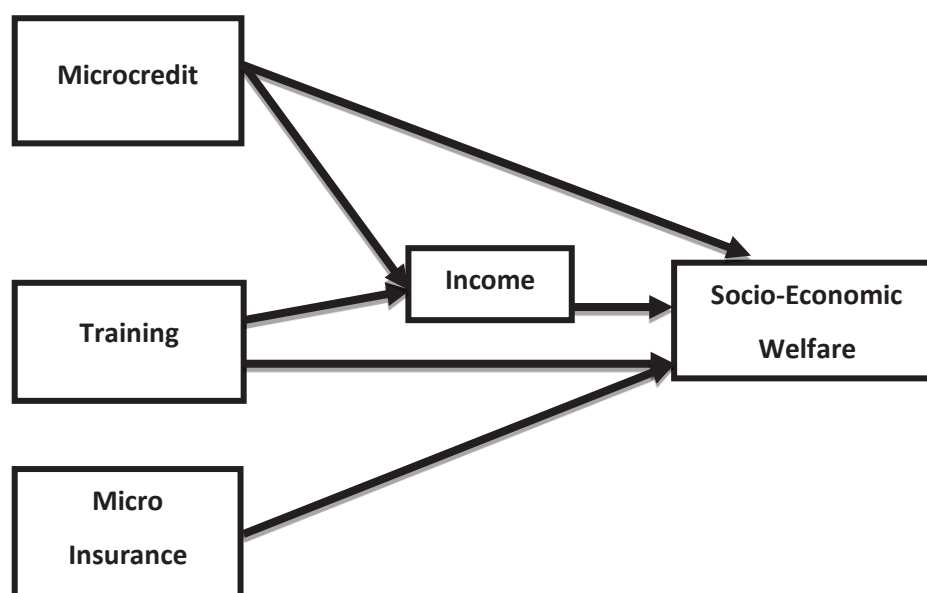 Microcredit
Income
Socio-Economic
Welfare
Training
Micro
Insurance